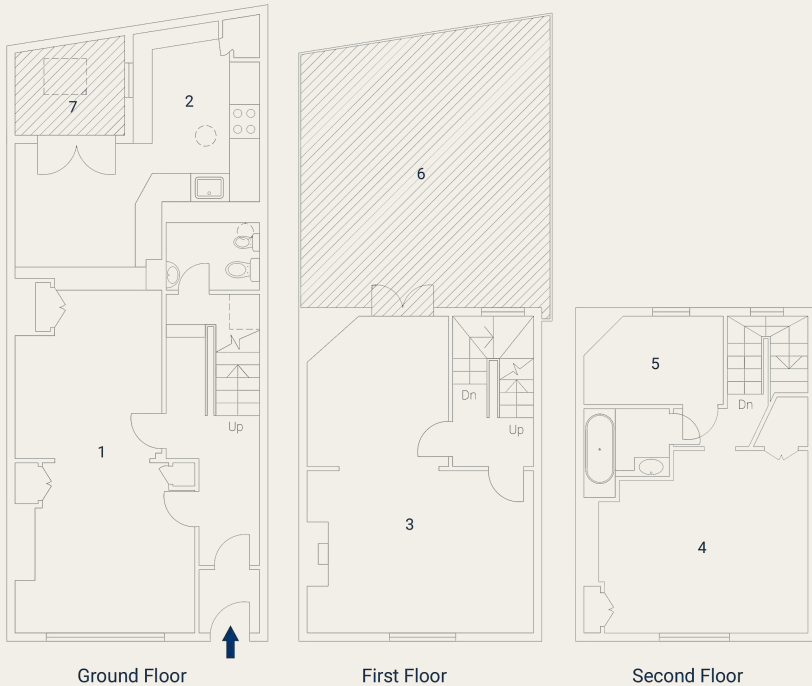 7
2
Up
1
Ground Floor
6
Dn
Up
3
First Floor
5
Dn
4
Second Floor